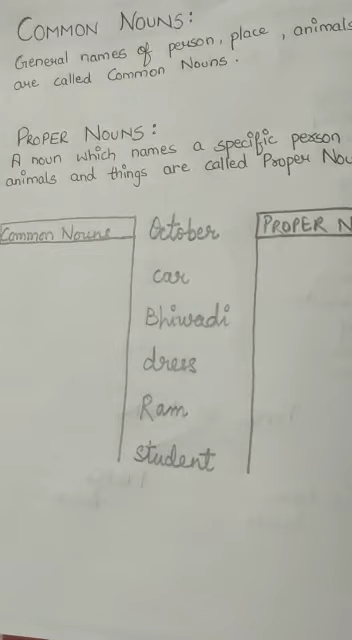 COMMON NOUNS:
General names of person, place, animals
are called Common Nouns.
PROPER NOUNS:
A noun which names a specific person
animals and things are called Proper Nou
Common Nouns
October
PROPER N
car
Bhiwadi
dress
Ram
student